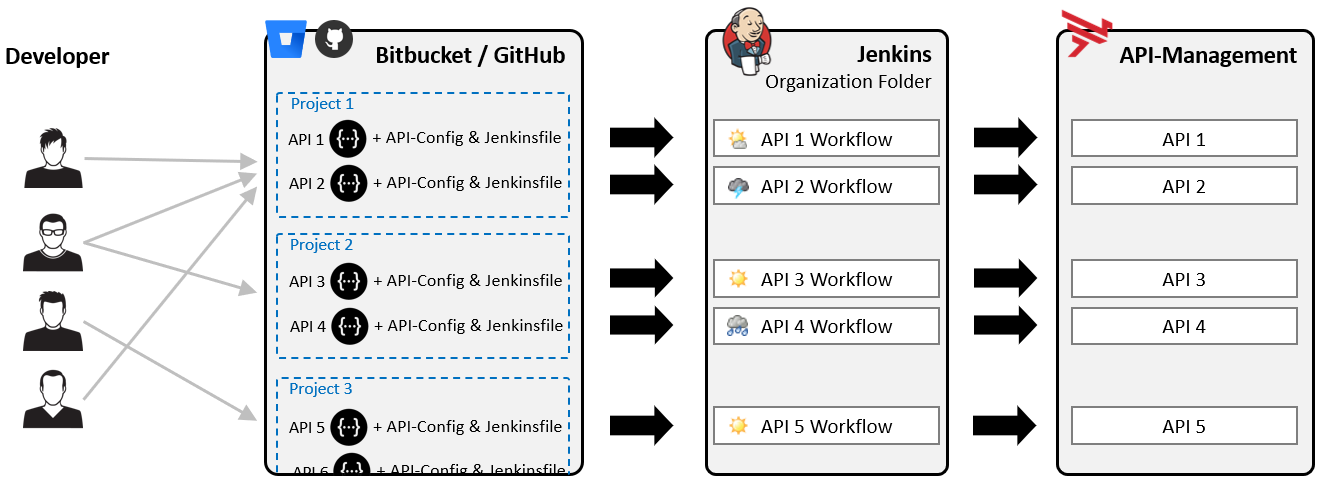 Developer
Bitbucket / GitHub
Project 1
API 1 {···} + API-Config & Jenkinsfile
API 2 {···} + API-Config & Jenkinsfile
Project 2
API 3 {···} + API-Config & Jenkinsfile
API 4 {···} + API-Config & Jenkinsfile
Project 3
API 5 {···} + API-Config & Jenkinsfile
API 6 {···} + API-Config & Jenkinsfile
Jenkins
Organization Folder
API 1 Workflow
API 2 Workflow
API 3 Workflow
API 4 Workflow
API 5 Workflow
API-Management
API 1
API 2
API 3
API 4
API 5